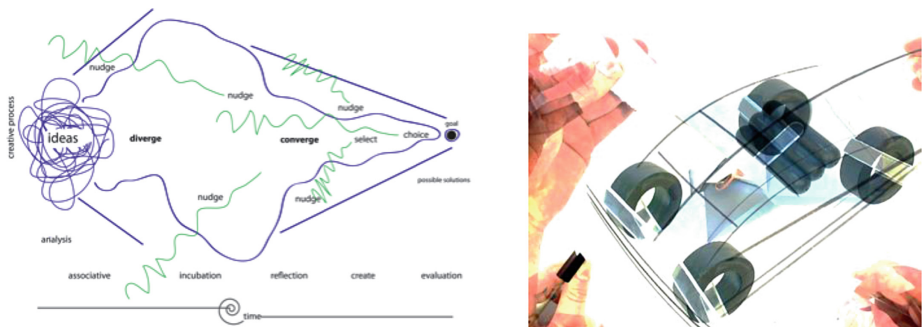 creative process
nudge
nudge
nudge
goal
ideas
diverge
converge
select
choice
possible solutions
nudge
nudge
analysis
associative
incubation
reflection
create
evaluation
time